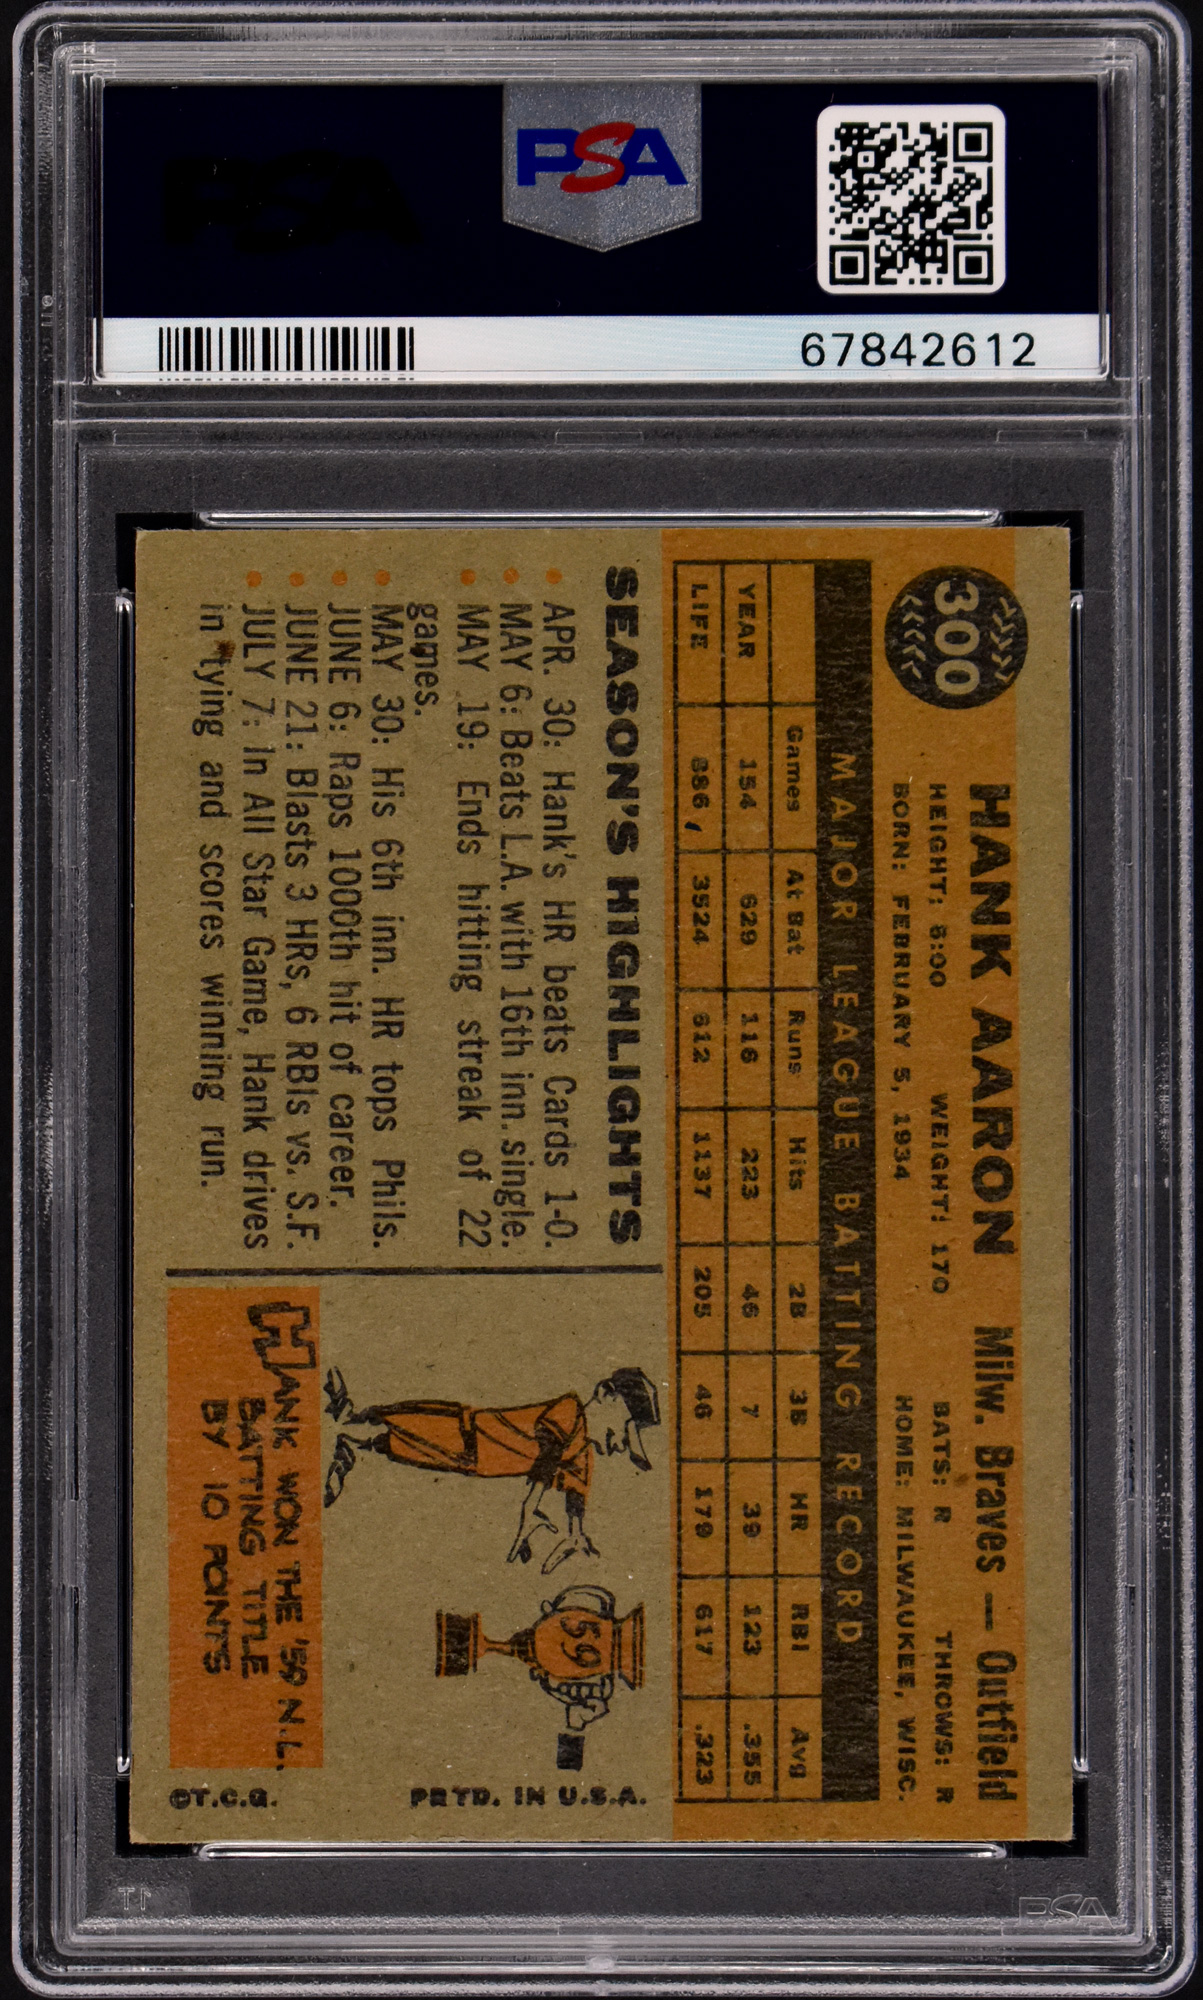 PSA
67842612
300
HANK AARON Milw. Braves — Outfield
HEIGHT: 6:00 WEIGHT: 170 BATS: R THROWS: R
BORN: FEBRUARY 5, 1934 HOME: MILWAUKEE, WISC.
MAJOR LEAGUE BATTING RECORD
Games At Bat Runs Hits 2B 3B HR RBI Avg
YEAR 154 629 116 223 46 7 39 123 .355
LIFE 886, 3524 612 1137 205 46 179 617 .323
SEASON'S HIGHLIGHTS
APR. 30: Hank's HR beats Cards 1-0.
MAY 6: Beats L.A. with 16th inn. single.
MAY 19: Ends hitting streak of 22
games.
MAY 30: His 6th inn. HR tops Phils.
JUNE 6: Raps 1000th hit of career.
JUNE 21: Blasts 3 HRs, 6 RBIs vs. S.F.
JULY 7: In All Star Game, Hank drives
in tying and scores winning run.
59
HANK WON THE '59 N.L.
BATTING TITLE
BY 10 POINTS
PRTD. IN U.S.A.
©T.C.G.
PSA